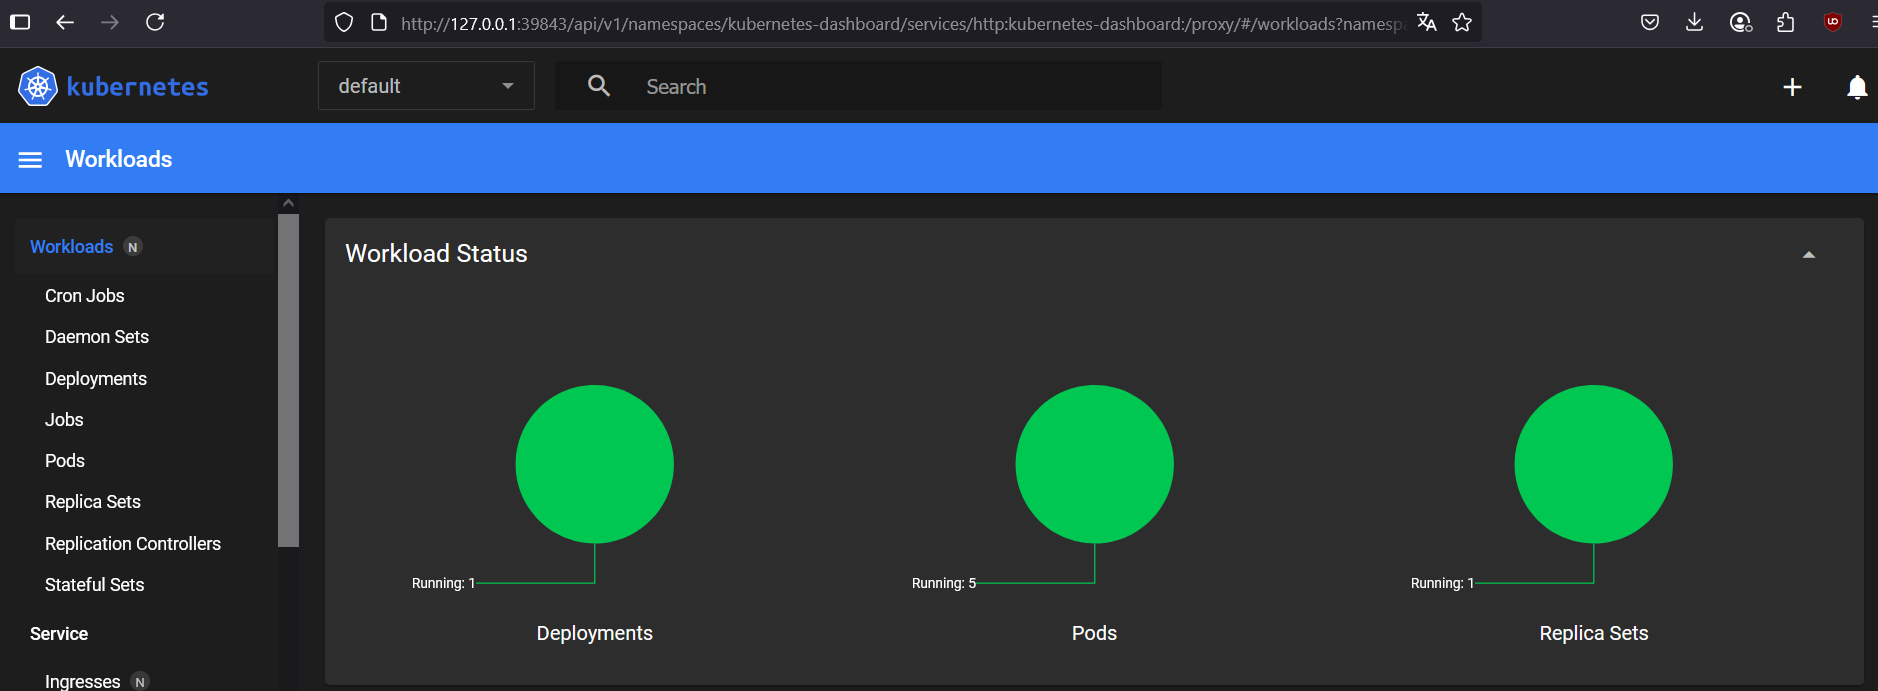 http://127.0.0.1:39843/api/v1/namespaces/kubernetes-dashboard/services/http:kubernetes-dashboard:/proxy/#/workloads?namesp
kubernetes
default
Search
Workloads
Workloads N
Cron Jobs
Daemon Sets
Deployments
Jobs
Pods
Replica Sets
Replication Controllers
Stateful Sets
Service
Ingresses N
Workload Status
Running: 1
Deployments
Running: 5
Pods
Running: 1
Replica Sets